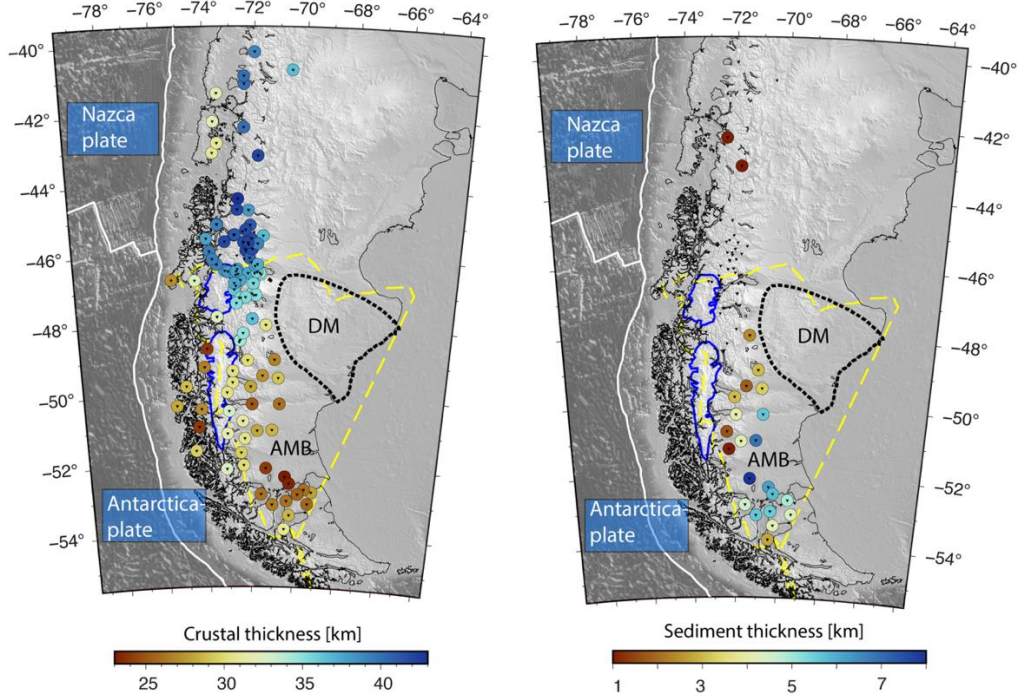 −78° −76° −74° −72° −70° −68° −66° −64°
−40°
−42°
−44°
−46°
−48°
−50°
−52°
−54°
Nazca
plate
DM
AMB
Antarctica-
plate
Crustal thickness [km]
25 30 35 40
−78° −76° −74° −72° −70° −68° −66° −64°
−40°
−42°
−44°
−46°
−48°
−50°
−52°
−54°
Nazca
plate
DM
AMB
Antarctica-
plate
Sediment thickness [km]
1 3 5 7